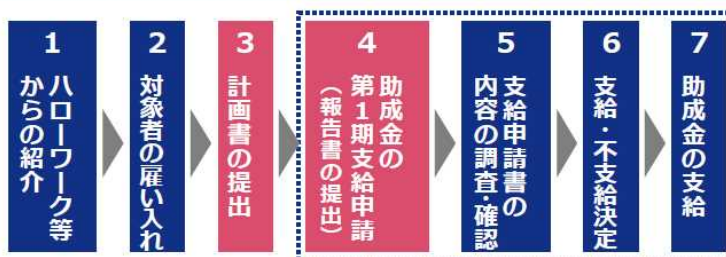 1
ハローワーク等
からの紹介
2
対象者の雇い入れ
3
計画書の提出
4
助成金の
第1期支給申請
（報告書の提出）
5
支給申請書の
内容の調査・確認
6
支給・不支給決定
7
助成金の支給